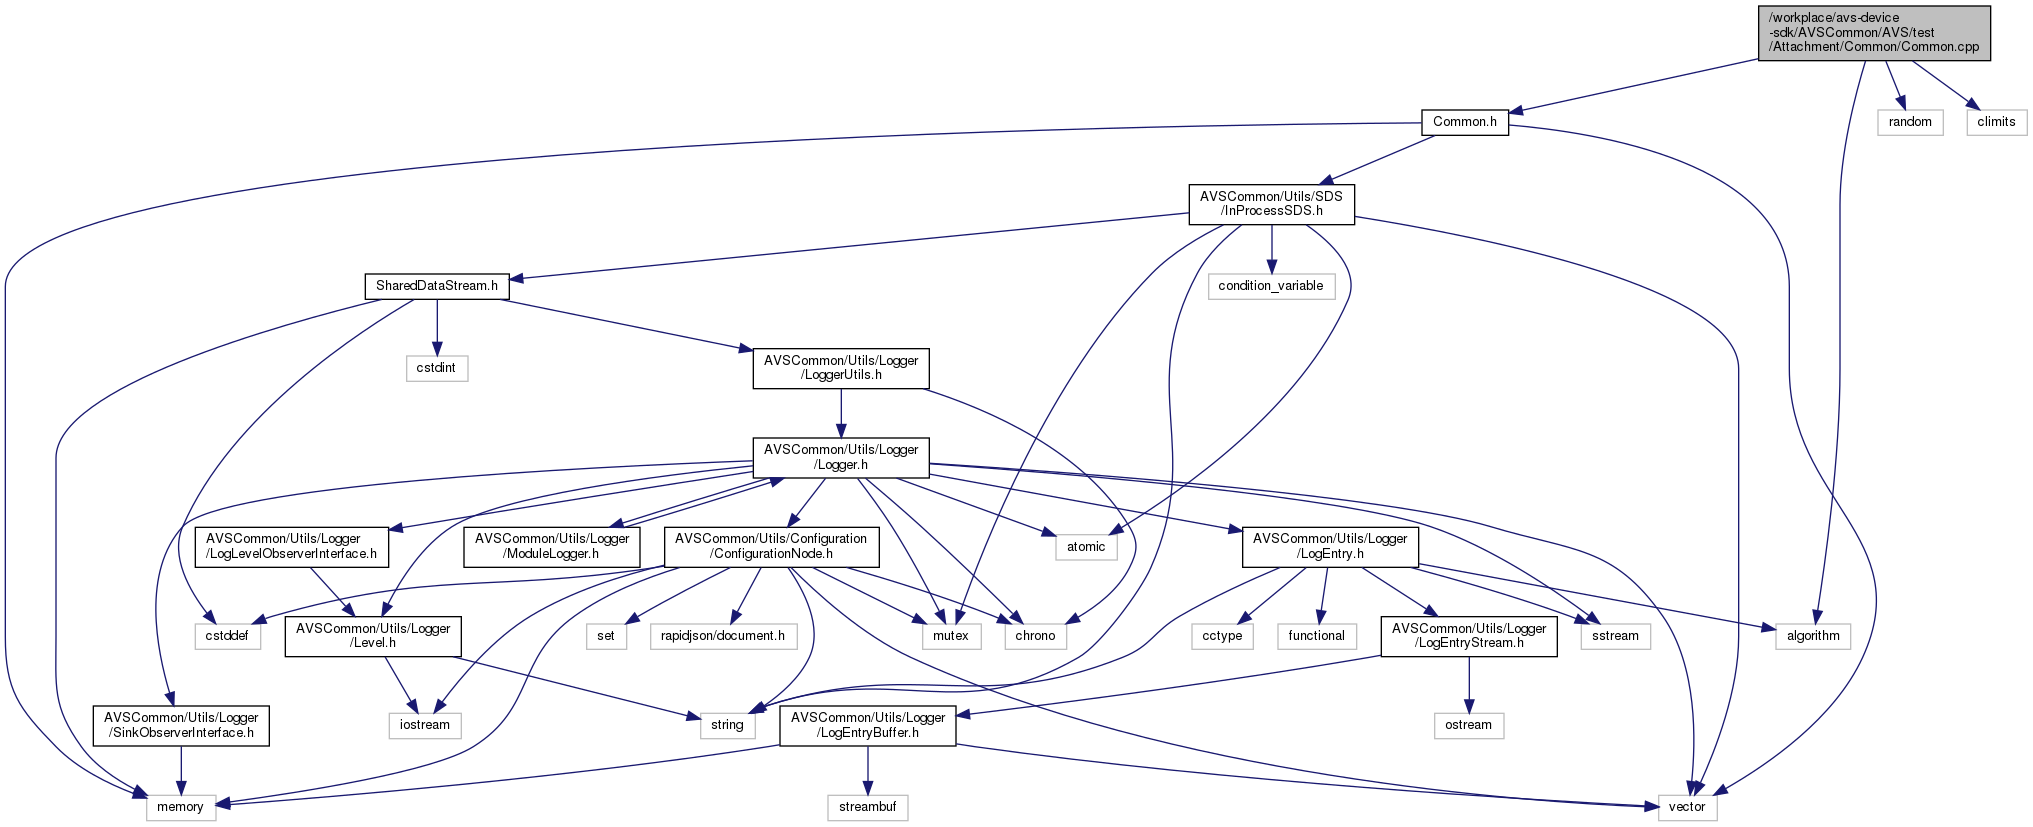 /workplace/avs-device
-sdk/AVSCommon/AVS/test
/Attachment/Common/Common.cpp
Common.h
random
climits
AVSCommon/Utils/SDS
/InProcessSDS.h
SharedDataStream.h
condition_variable
cstdint
AVSCommon/Utils/Logger
/LoggerUtils.h
AVSCommon/Utils/Logger
/Logger.h
AVSCommon/Utils/Logger
/LogLevelObserverInterface.h
AVSCommon/Utils/Logger
/ModuleLogger.h
AVSCommon/Utils/Configuration
/ConfigurationNode.h
atomic
AVSCommon/Utils/Logger
/LogEntry.h
cstddef
AVSCommon/Utils/Logger
/Level.h
set
rapidjson/document.h
mutex
chrono
cctype
functional
AVSCommon/Utils/Logger
/LogEntryStream.h
sstream
algorithm
AVSCommon/Utils/Logger
/SinkObserverInterface.h
iostream
string
AVSCommon/Utils/Logger
/LogEntryBuffer.h
ostream
memory
streambuf
vector